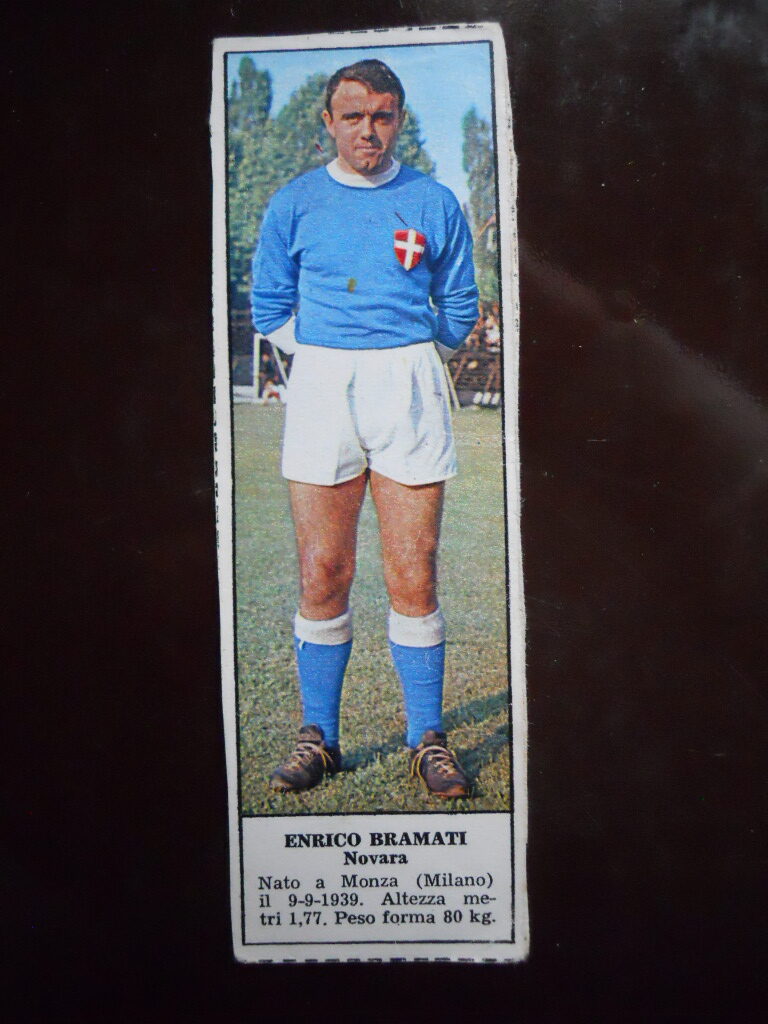 ENRICO BRAMATI
Novara
Nato a Monza (Milano)
il 9-9-1939. Altezza me-
tri 1,77. Peso forma 80 kg.